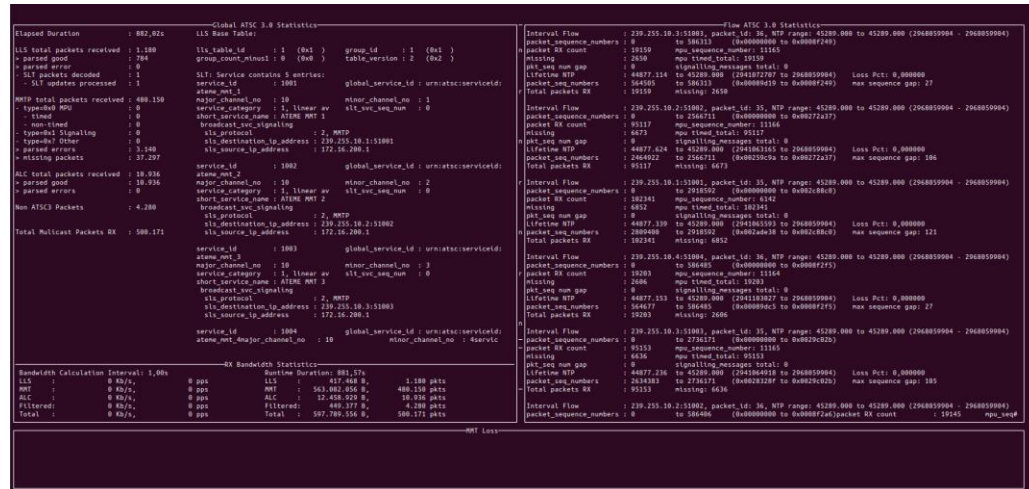 Global ATSC 3.0 Statistics
Elapsed Duration : 882,02s
LLS total packets received : 1.180
> parsed good : 784
> parsed error : 0
- SLT packets decoded : 1
- SLT updates processed : 1
MMTP total packets received : 480.150
- type=0x0 MPU : 0
- timed : 0
- non-timed : 0
- type=0x1 Signaling : 0
- type=0x? Other : 0
> parsed errors : 3.140
> missing packets : 37.297
ALC total packets received : 10.936
> parsed good : 10.936
> parsed errors : 0
Non ATSC3 Packets : 4.280
Total Mulicast Packets RX : 500.171
LLS Base Table:
lls_table_id : 1 (0x1 ) group_id : 1 (0x1 )
group_count_minus1 : 0 (0x0 ) table_version : 2 (0x2 )
SLT: Service contains 5 entries:
service_id : 1001 global_service_id : urn:atsc:serviceid:
ateme_mmt_1
major_channel_no : 10 minor_channel_no : 1
service_category : 1, linear av slt_svc_seq_num : 0
short_service_name : ATEME MMT 1
broadcast_svc_signaling
sls_protocol : 2, MMTP
sls_destination_ip_address : 239.255.10.1:51001
sls_source_ip_address : 172.16.200.1
service_id : 1002 global_service_id : urn:atsc:serviceid:
ateme_mmt_2
major_channel_no : 10 minor_channel_no : 2
service_category : 1, linear av slt_svc_seq_num : 0
short_service_name : ATEME MMT 2
broadcast_svc_signaling
sls_protocol : 2, MMTP
sls_destination_ip_address : 239.255.10.2:51002
sls_source_ip_address : 172.16.200.1
service_id : 1003 global_service_id : urn:atsc:serviceid:
ateme_mmt_3
major_channel_no : 10 minor_channel_no : 3
service_category : 1, linear av slt_svc_seq_num : 0
short_service_name : ATEME MMT 3
broadcast_svc_signaling
sls_protocol : 2, MMTP
sls_destination_ip_address : 239.255.10.3:51003
sls_source_ip_address : 172.16.200.1
service_id : 1004 global_service_id : urn:atsc:serviceid:
ateme_mmt_4major_channel_no : 10 minor_channel_no : 4servic
RX Bandwidth Statistics
Bandwidth Calculation Interval: 1,00s Runtime Duration: 881,57s
LLS : 0 Kb/s, 0 pps LLS : 417.468 B, 1.180 pkts
MMT : 0 Kb/s, 0 pps MMT : 563.082.056 B, 480.150 pkts
ALC : 0 Kb/s, 0 pps ALC : 12.458.929 B, 10.936 pkts
Filtered: 0 Kb/s, 0 pps Filtered: 449.377 B, 4.280 pkts
Total : 0 Kb/s, 0 pps Total : 597.789.556 B, 500.171 pkts
Flow ATSC 3.0 Statistics
Interval Flow : 239.255.10.3:51003, packet_id: 36, NTP range: 45289.000 to 45289.000 (2968059904 - 2968059904)
packet_sequence_numbers : 0 to 586313 (0x00000000 to 0x0008f249)
packet RX count : 19159 mpu_sequence_number: 11165
missing : 2650 mpu timed_total: 19159
pkt_seq num gap : 0 signalling_messages total: 0
Lifetime NTP : 44877.114 to 45289.000 (2941072707 to 2968059904) Loss Pct: 0,000000
packet_seq_numbers : 564505 to 586313 (0x00089d19 to 0x0008f249) max sequence gap: 27
Total packets RX : 19159 missing: 2650
Interval Flow : 239.255.10.2:51002, packet_id: 35, NTP range: 45289.000 to 45289.000 (2968059904 - 2968059904)
packet_sequence_numbers : 0 to 2566711 (0x00000000 to 0x00272a37)
packet RX count : 95117 mpu_sequence_number: 11166
missing : 6673 mpu timed_total: 95117
pkt_seq num gap : 0 signalling_messages total: 0
Lifetime NTP : 44877.624 to 45289.000 (2941063165 to 2968059904) Loss Pct: 0,000000
packet_seq_numbers : 2464922 to 2566711 (0x00259c9a to 0x00272a37) max sequence gap: 106
Total packets RX : 95117 missing: 6673
Interval Flow : 239.255.10.1:51001, packet_id: 35, NTP range: 45289.000 to 45289.000 (2968059904 - 2968059904)
packet_sequence_numbers : 0 to 2918592 (0x00000000 to 0x002c88c0)
packet RX count : 102341 mpu_sequence_number: 6142
missing : 6852 mpu timed_total: 102341
pkt_seq num gap : 0 signalling_messages total: 0
Lifetime NTP : 44877.339 to 45289.000 (2941065593 to 2968059904) Loss Pct: 0,000000
packet_seq_numbers : 2809400 to 2918592 (0x002ade38 to 0x002c88c0) max sequence gap: 121
Total packets RX : 102341 missing: 6852
Interval Flow : 239.255.10.4:51004, packet_id: 36, NTP range: 45289.000 to 45289.000 (2968059904 - 2968059904)
packet_sequence_numbers : 0 to 586485 (0x00000000 to 0x0008f2f5)
packet RX count : 19203 mpu_sequence_number: 11164
missing : 2606 mpu timed_total: 19203
pkt_seq num gap : 0 signalling_messages total: 0
Lifetime NTP : 44877.153 to 45289.000 (2941103027 to 2968059904) Loss Pct: 0,000000
packet_seq_numbers : 564677 to 586485 (0x00089dc5 to 0x0008f2f5) max sequence gap: 27
Total packets RX : 19203 missing: 2606
Interval Flow : 239.255.10.3:51003, packet_id: 35, NTP range: 45289.000 to 45289.000 (2968059904 - 2968059904)
packet_sequence_numbers : 0 to 2736171 (0x00000000 to 0x0029c02b)
packet RX count : 95153 mpu_sequence_number: 11165
missing : 6636 mpu timed_total: 95153
pkt_seq num gap : 0 signalling_messages total: 0
Lifetime NTP : 44877.236 to 45289.000 (2941064918 to 2968059904) Loss Pct: 0,000000
packet_seq_numbers : 2634383 to 2736171 (0x0028328f to 0x0029c02b) max sequence gap: 105
Total packets RX : 95153 missing: 6636
Interval Flow : 239.255.10.2:51002, packet_id: 36, NTP range: 45289.000 to 45289.000 (2968059904 - 2968059904)
packet_sequence_numbers : 0 to 586406 (0x00000000 to 0x0008f2a6)packet RX count : 19145 mpu_seq#
MMT Loss